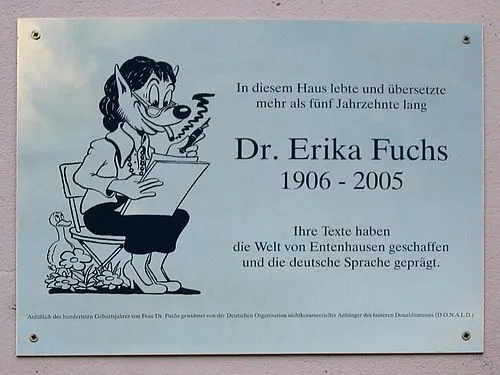 In diesem Haus lebte und übersetzte
mehr als fünf Jahrzehnte lang
Dr. Erika Fuchs
1906 - 2005
Ihre Texte haben
die Welt von Entenhausen geschaffen
und die deutsche Sprache geprägt.
Anläßlich des hundertsten Geburtsjahres von Frau Dr. Fuchs gewidmet von der Deutschen Organisation nichtkommerzieller Anhänger des lauteren Donaldismus (D.O.N.A.L.D.)